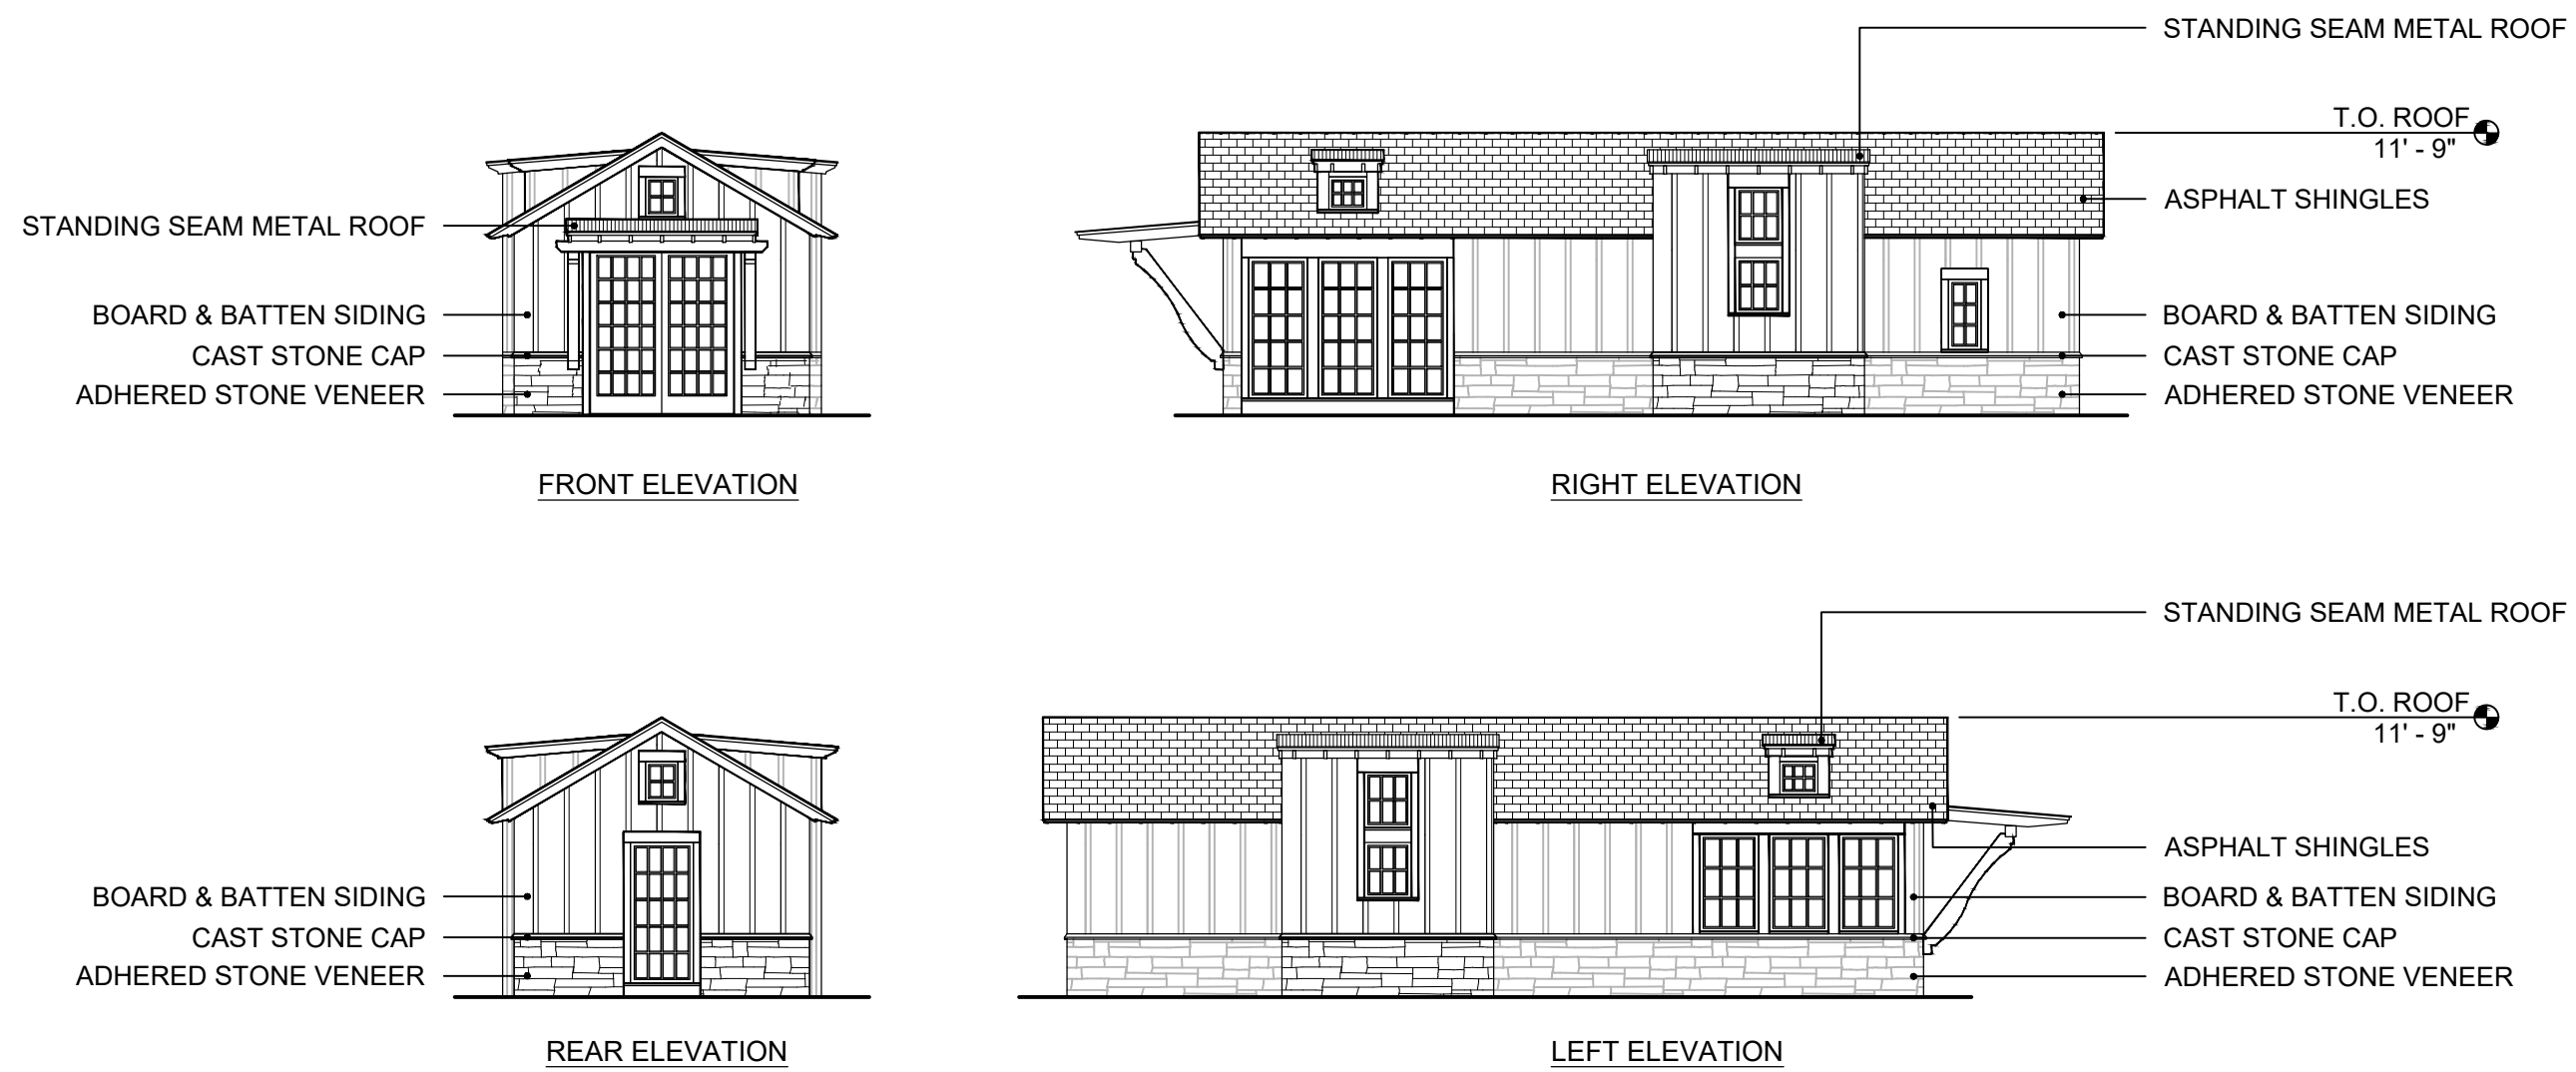 STANDING SEAM METAL ROOF
BOARD & BATTEN SIDING
CAST STONE CAP
ADHERED STONE VENEER
FRONT ELEVATION
STANDING SEAM METAL ROOF
T.O. ROOF
11' - 9"
ASPHALT SHINGLES
BOARD & BATTEN SIDING
CAST STONE CAP
ADHERED STONE VENEER
RIGHT ELEVATION
BOARD & BATTEN SIDING
CAST STONE CAP
ADHERED STONE VENEER
REAR ELEVATION
STANDING SEAM METAL ROOF
T.O. ROOF
11' - 9"
ASPHALT SHINGLES
BOARD & BATTEN SIDING
CAST STONE CAP
ADHERED STONE VENEER
LEFT ELEVATION